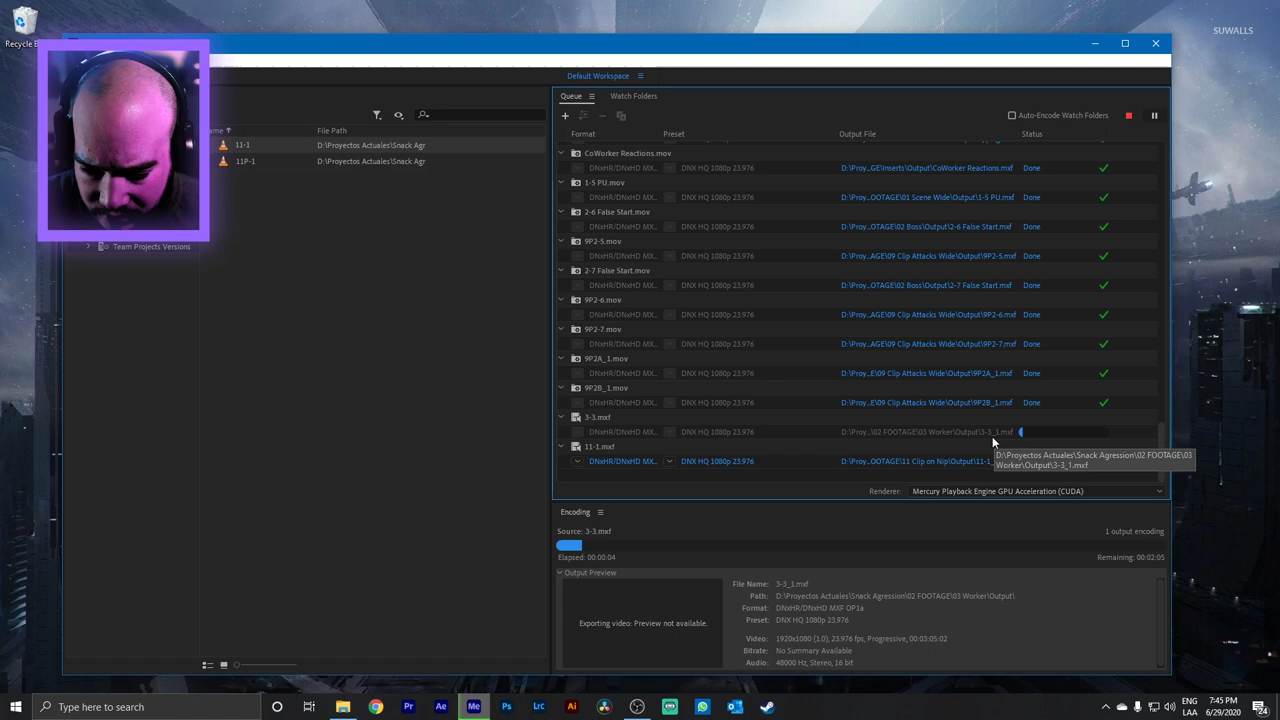 SUWALLS
Recycle B
Default Workspace
Queue
Watch Folders
Auto-Encode Watch Folders
ame
File Path
Format
Preset
Output File
Status
11-1
D:\Proyectos Actuales\Snack Agr
11P-1
D:\Proyectos Actuales\Snack Agr
Team Projects Versions
CoWorker Reactions.mov
DNxHR/DNxHD MX... DNX HQ 1080p 23.976 D:\Proy...GE\Inserts\Output\CoWorker Reactions.mxf Done
1-5 PU.mov
DNxHR/DNxHD MX... DNX HQ 1080p 23.976 D:\Proy...OOTAGE\01 Scene Wide\Output\1-5 PU.mxf Done
2-6 False Start.mov
DNxHR/DNxHD MX... DNX HQ 1080p 23.976 D:\Proy...OTAGE\02 Boss\Output\2-6 False Start.mxf Done
9P2-5.mov
DNxHR/DNxHD MX... DNX HQ 1080p 23.976 D:\Proy...AGE\09 Clip Attacks Wide\Output\9P2-5.mxf Done
2-7 False Start.mov
DNxHR/DNxHD MX... DNX HQ 1080p 23.976 D:\Proy...OTAGE\02 Boss\Output\2-7 False Start.mxf Done
9P2-6.mov
DNxHR/DNxHD MX... DNX HQ 1080p 23.976 D:\Proy...AGE\09 Clip Attacks Wide\Output\9P2-6.mxf Done
9P2-7.mov
DNxHR/DNxHD MX... DNX HQ 1080p 23.976 D:\Proy...AGE\09 Clip Attacks Wide\Output\9P2-7.mxf Done
9P2A_1.mov
DNxHR/DNxHD MX... DNX HQ 1080p 23.976 D:\Proy...E\09 Clip Attacks Wide\Output\9P2A_1.mxf Done
9P2B_1.mov
DNxHR/DNxHD MX... DNX HQ 1080p 23.976 D:\Proy...E\09 Clip Attacks Wide\Output\9P2B_1.mxf Done
3-3.mxf
DNxHR/DNxHD MX... DNX HQ 1080p 23.976 D:\Proy...\02 FOOTAGE\03 Worker\Output\3-3_1.mxf
11-1.mxf
DNxHR/DNxHD MX... DNX HQ 1080p 23.976 D:\Proy...OOTAGE\11 Clip on Nip\Output\11-1_
D:\Proyectos Actuales\Snack Agression\02 FOOTAGE\03
Worker\Output\3-3_1.mxf
Renderer: Mercury Playback Engine GPU Acceleration (CUDA)
Encoding
Source: 3-3.mxf
1 output encoding
Elapsed: 00:00:04
Remaining: 00:02:05
Output Preview
Exporting video: Preview not available.
File Name: 3-3_1.mxf
Path: D:\Proyectos Actuales\Snack Agression\02 FOOTAGE\03 Worker\Output\
Format: DNxHR/DNxHD MXF OP1a
Preset: DNX HQ 1080p 23.976
Video: 1920x1080 (1.0), 23.976 fps, Progressive, 00:03:05:02
Bitrate: No Summary Available
Audio: 48000 Hz, Stereo, 16 bit
Type here to search
Pr
Ae
Me
Ps
Lrc
Ai
ENG
LAA
7:45 PM
6/29/2020
24